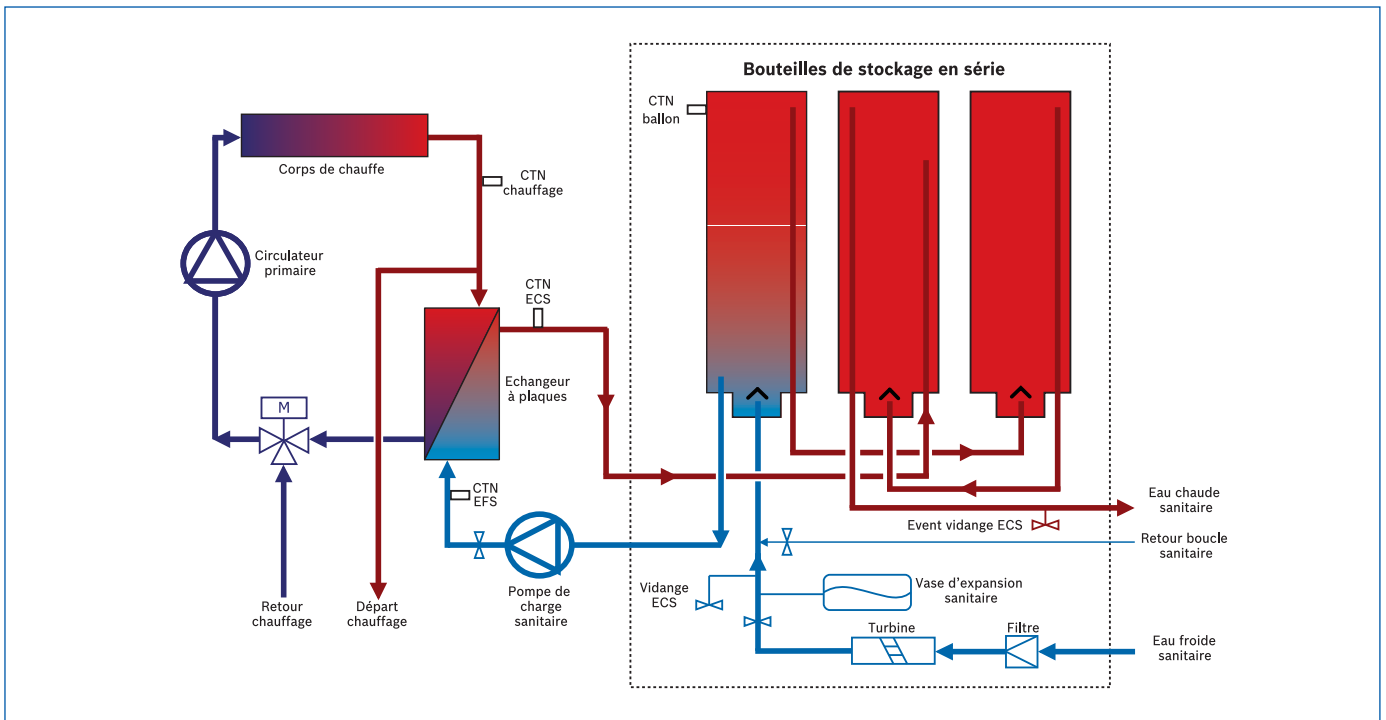 Bouteilles de stockage en série
CTN
ballon
Corps de chauffe
CTN
chauffage
Circulateur
primaire
CTN
ECS
M
Echangeur
à plaques
CTN
EFS
Eau chaude
sanitaire
Event vidange ECS
Retour boucle
sanitaire
Vidange
ECS
Vase d'expansion
sanitaire
Pompe de
charge
sanitaire
Retour
chauffage
Départ
chauffage
Turbine
Filtre
Eau froide
sanitaire